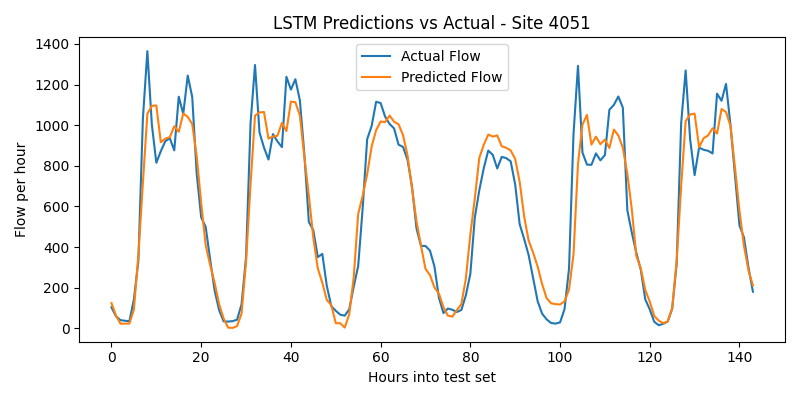 LSTM Predictions vs Actual - Site 4051
Actual Flow
Predicted Flow
Flow per hour
1400
1200
1000
800
600
400
200
0
0 20 40 60 80 100 120 140
Hours into test set